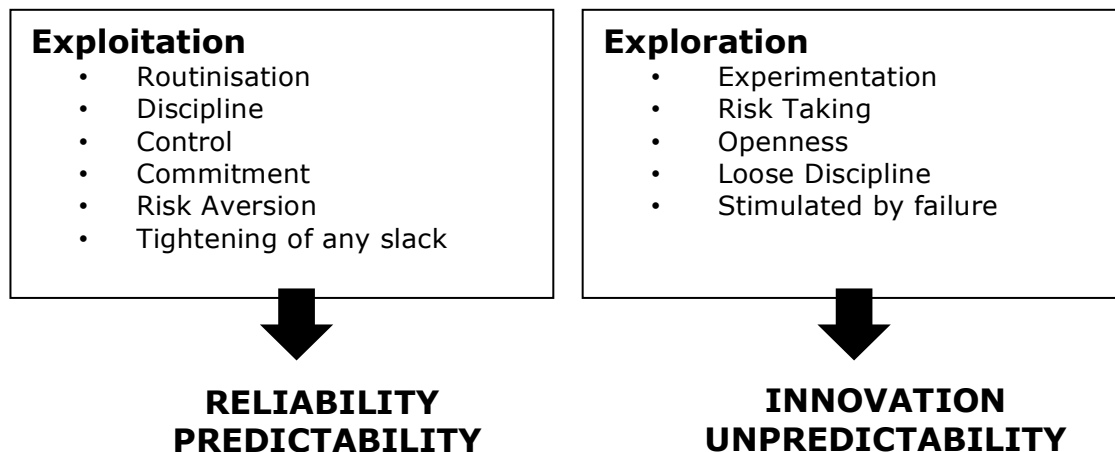 Exploitation
• Routinisation
• Discipline
• Control
• Commitment
• Risk Aversion
• Tightening of any slack
RELIABILITY
PREDICTABILITY
Exploration
• Experimentation
• Risk Taking
• Openness
• Loose Discipline
• Stimulated by failure
INNOVATION
UNPREDICTABILITY